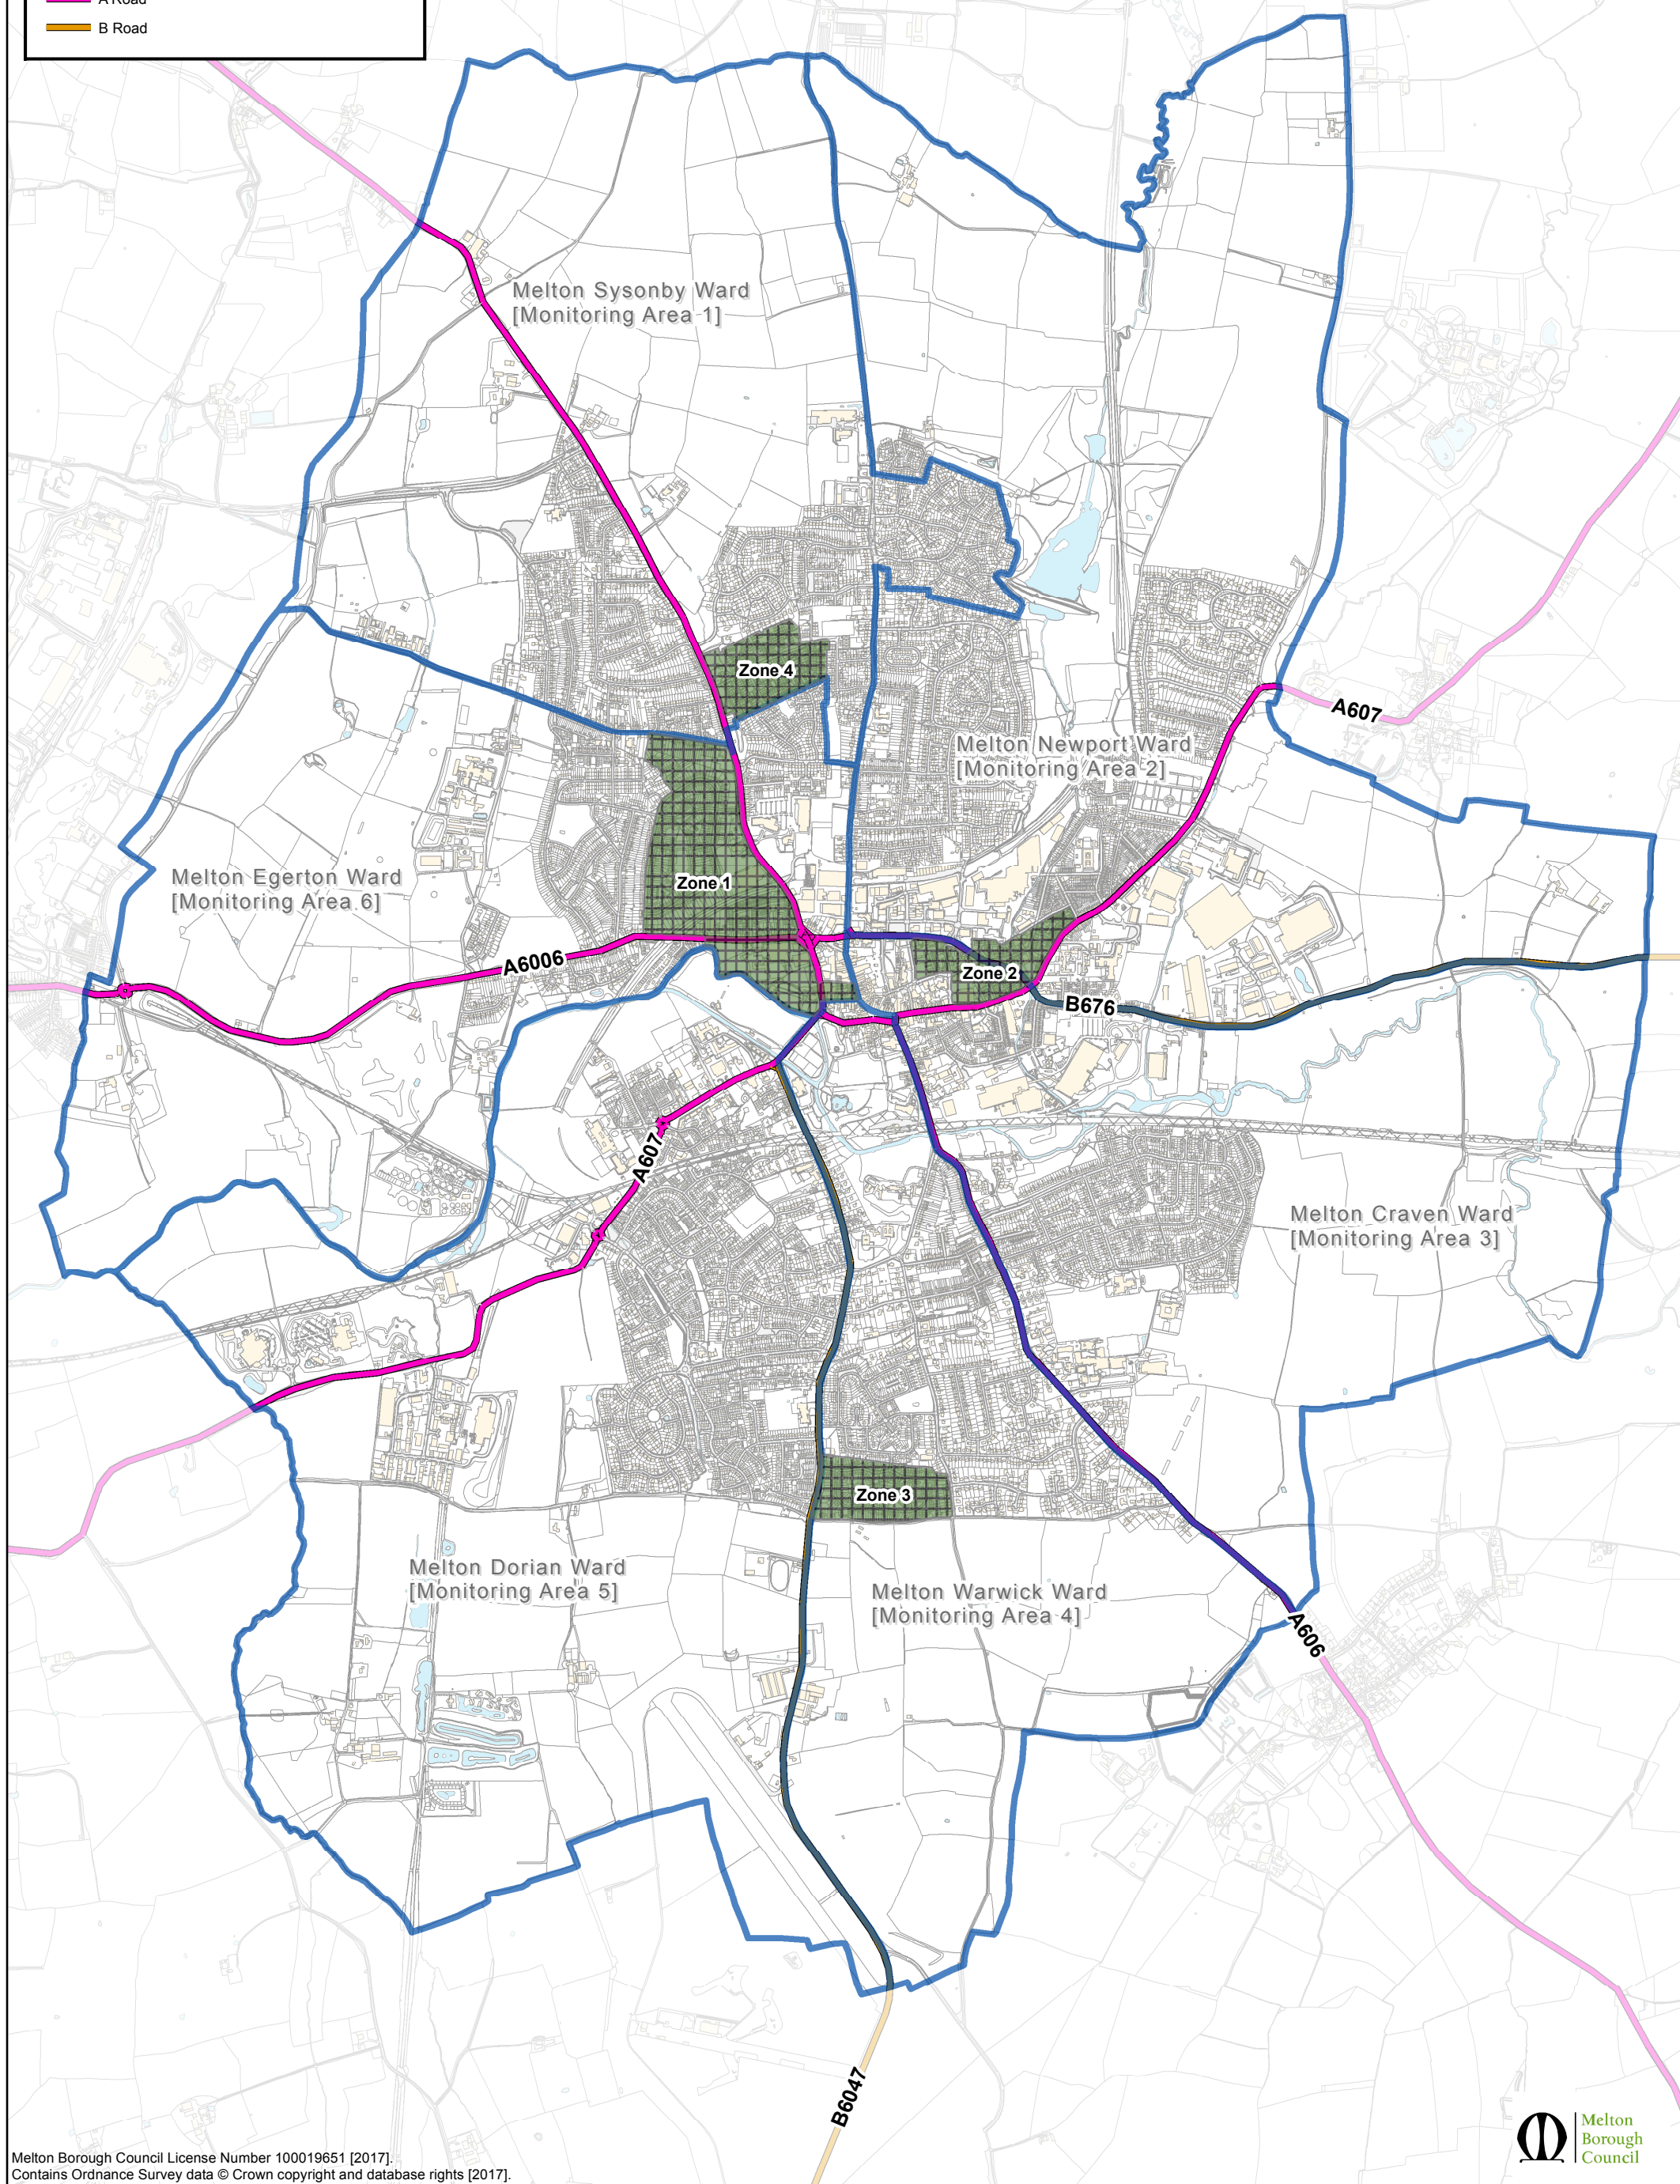 A Road
B Road
Melton Sysonby Ward
[Monitoring Area 1]
Zone 4
A607
Melton Newport Ward
[Monitoring Area 2]
Zone 1
Melton Egerton Ward
[Monitoring Area 6]
A6006
Zone 2
B676
A607
Melton Craven Ward
[Monitoring Area 3]
Zone 3
Melton Dorian Ward
[Monitoring Area 5]
Melton Warwick Ward
[Monitoring Area 4]
A606
B6047
Melton
Borough
Council
Melton Borough Council License Number 100019651 [2017].
Contains Ordnance Survey data © Crown copyright and database rights [2017].